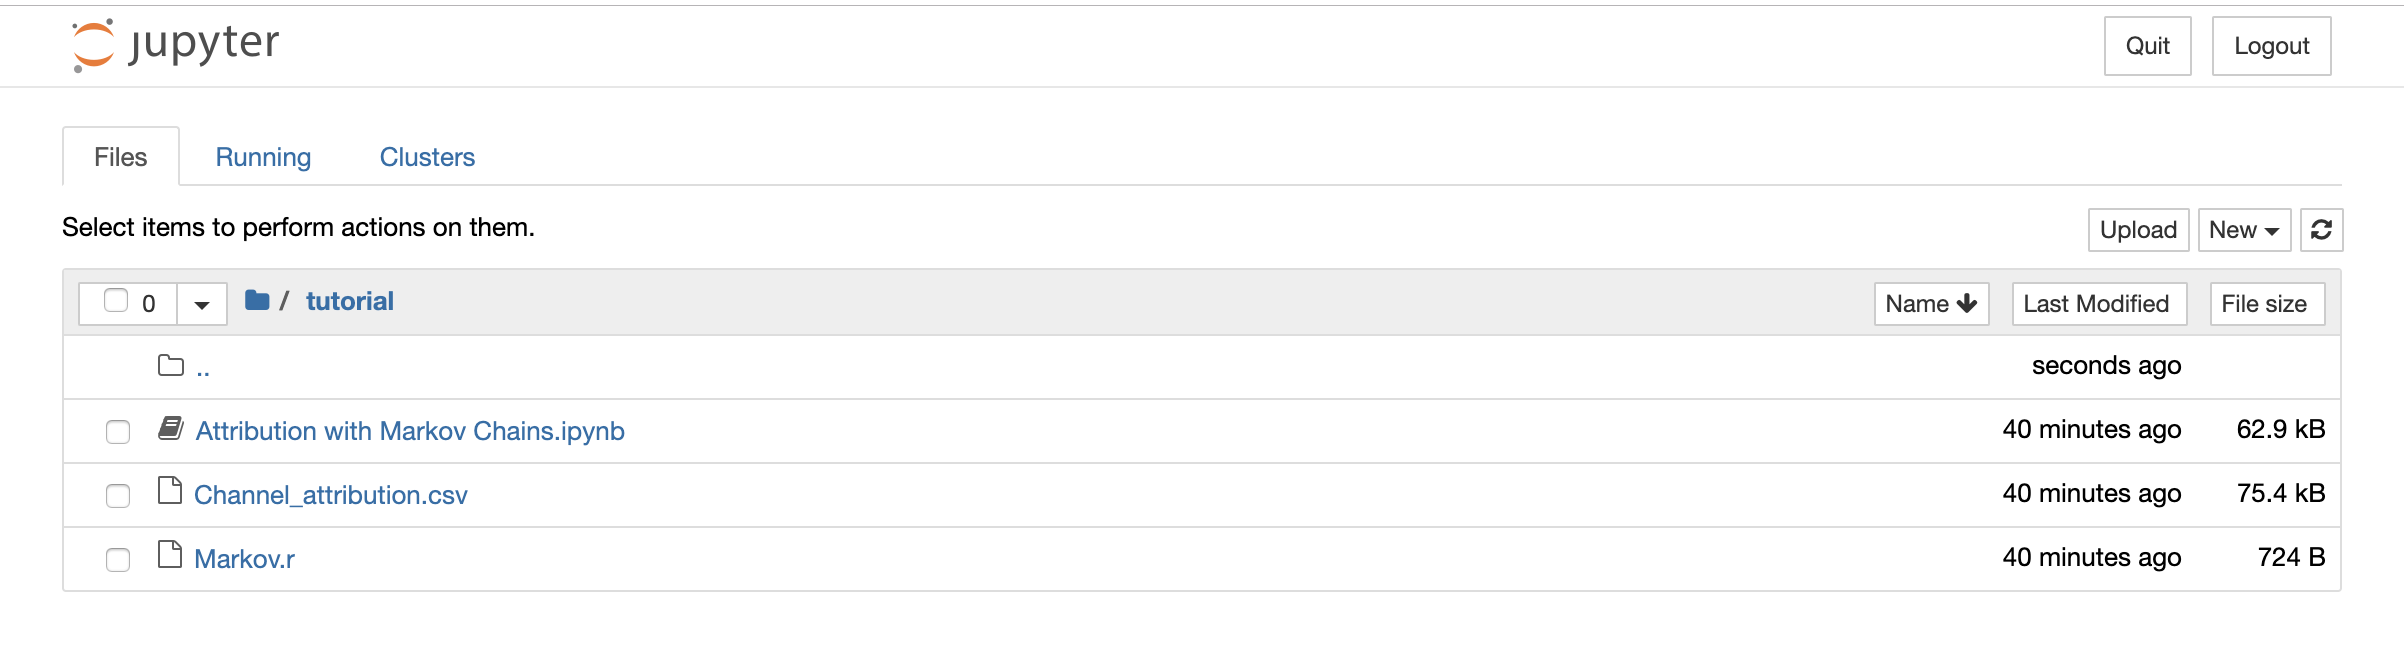 jupyter
Quit Logout
Files Running Clusters
Select items to perform actions on them.
Upload New
0 / tutorial Name Last Modified File size
.. seconds ago
Attribution with Markov Chains.ipynb 40 minutes ago 62.9 kB
Channel_attribution.csv 40 minutes ago 75.4 kB
Markov.r 40 minutes ago 724 B